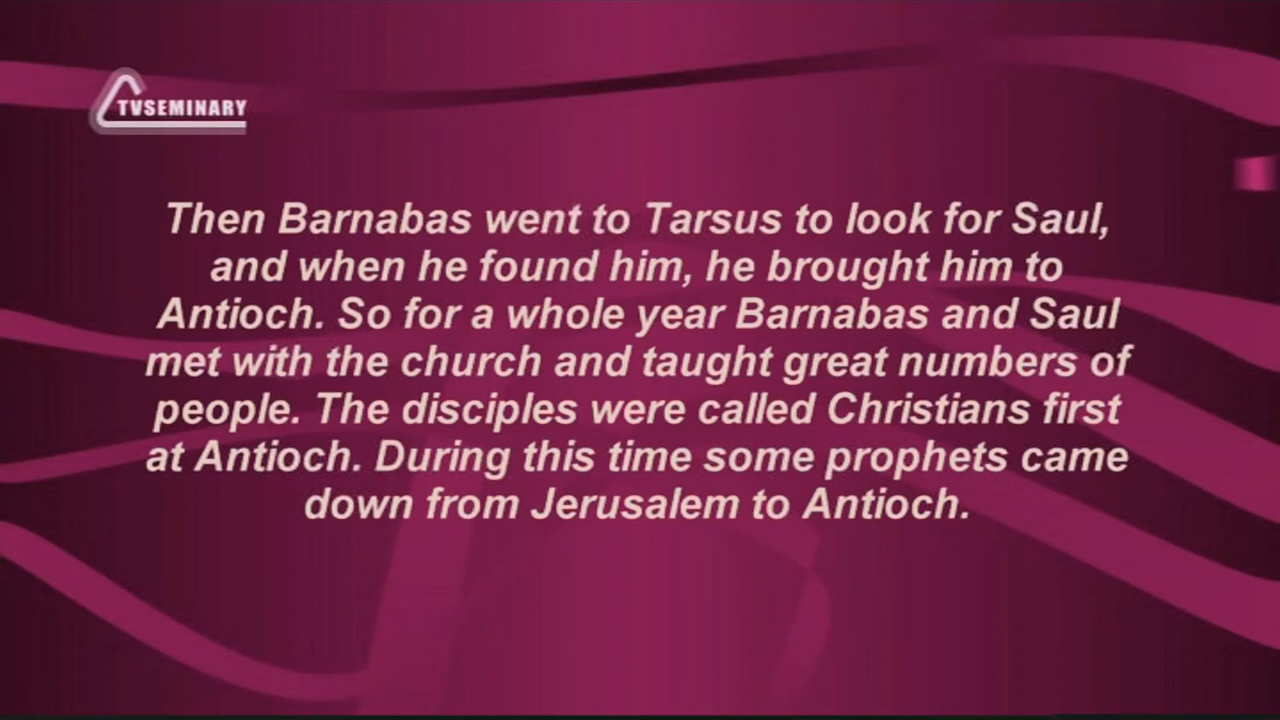 TVSEMINARY
Then Barnabas went to Tarsus to look for Saul,
and when he found him, he brought him to
Antioch. So for a whole year Barnabas and Saul
met with the church and taught great numbers of
people. The disciples were called Christians first
at Antioch. During this time some prophets came
down from Jerusalem to Antioch.